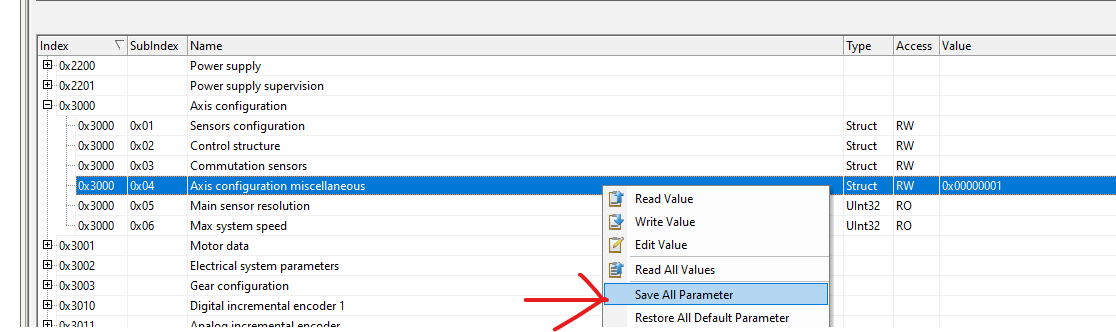 Index SubIndex Name Type Access Value
0x2200 Power supply
0x2201 Power supply supervision
0x3000 Axis configuration
0x3000 0x01 Sensors configuration Struct RW
0x3000 0x02 Control structure Struct RW
0x3000 0x03 Commutation sensors Struct RW
0x3000 0x04 Axis configuration miscellaneous Struct RW 0x00000001
0x3000 0x05 Main sensor resolution UInt32 RO
0x3000 0x06 Max system speed UInt32 RO
0x3001 Motor data
0x3002 Electrical system parameters
0x3003 Gear configuration
0x3010 Digital incremental encoder 1
0x3011 Analog incremental encoder
Read Value
Write Value
Edit Value
Read All Values
Save All Parameter
Restore All Default Parameter